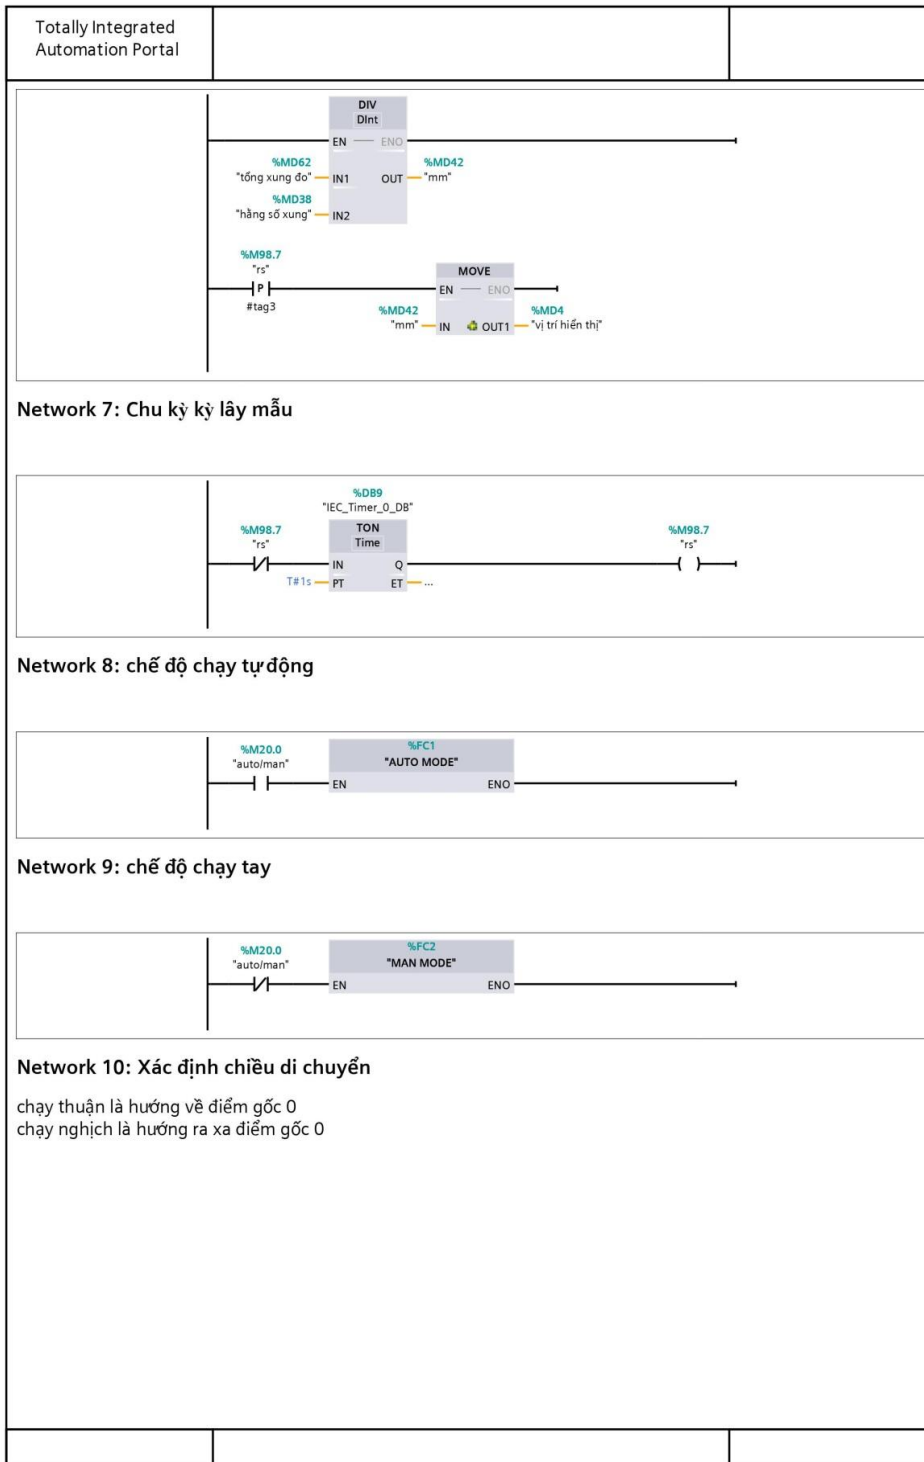 Totally Integrated
Automation Portal
DIV
DInt
EN ENO
%MD62 %MD42
"tổng xung đo" IN1 OUT "mm"
%MD38
"hằng số xung" IN2
%M98.7
"rs" MOVE
P EN ENO
#tag3 %MD42 %MD4
"mm" IN OUT1 "vị trí hiển thị"
Network 7: Chu kỳ kỳ lây mẫu
%DB9
"IEC_Timer_0_DB"
%M98.7 TON %M98.7
"rs" Time "rs"
IN Q
T#1s PT ET ...
Network 8: chế độ chạy tự động
%M20.0 %FC1
"auto/man" "AUTO MODE"
EN ENO
Network 9: chế độ chạy tay
%M20.0 %FC2
"auto/man" "MAN MODE"
EN ENO
Network 10: Xác định chiều di chuyển
chạy thuận là hướng về điểm gốc 0
chạy nghịch là hướng ra xa điểm gốc 0